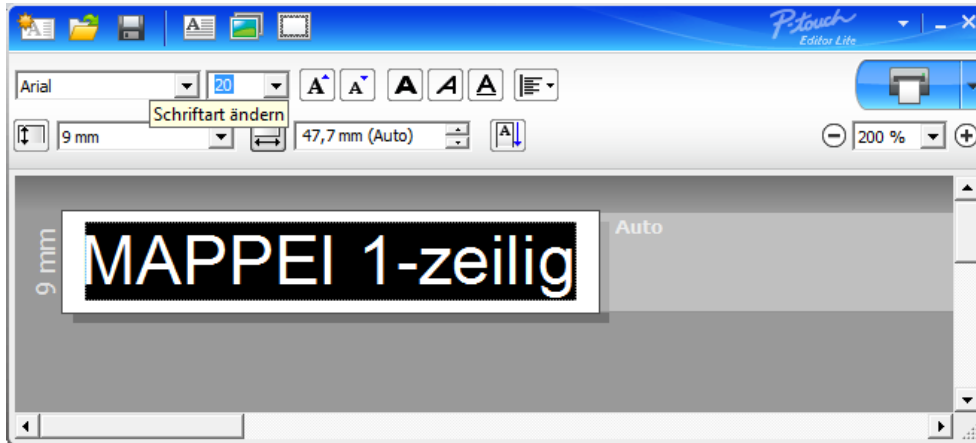 P-touch
Editor Lite
Arial
20
A A A A A
Schriftart ändern
9 mm
47,7 mm (Auto)
A
200 %
9 mm
MAPPEI 1-zeilig
Auto